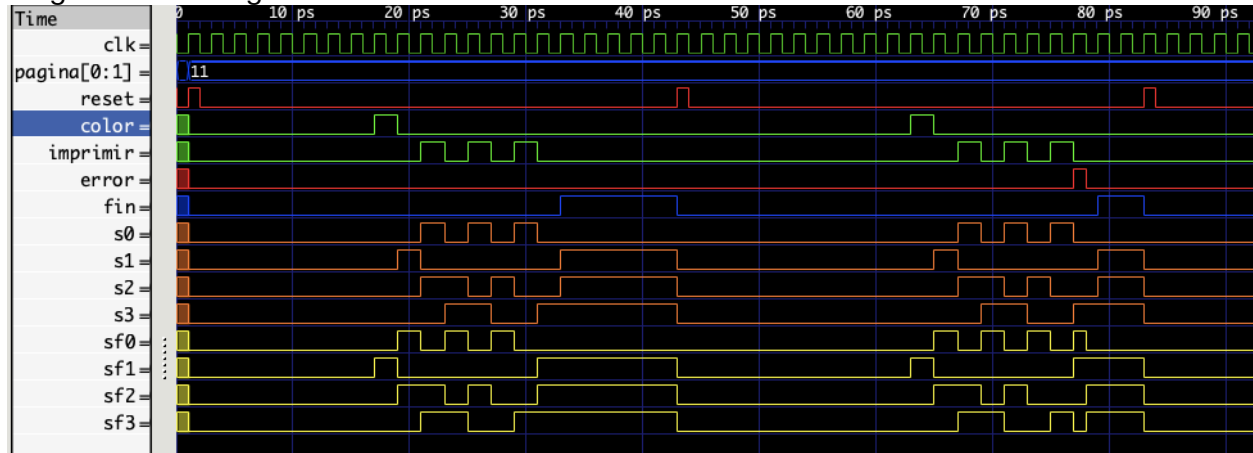 Time 0 10 ps 20 ps 30 ps 40 ps 50 ps 60 ps 70 ps 80 ps 90 ps
clk=
pagina[0:1] = 11
reset=
color=
imprimir=
error=
fin=
s0=
s1=
s2=
s3=
sf0=
sf1=
sf2=
sf3=